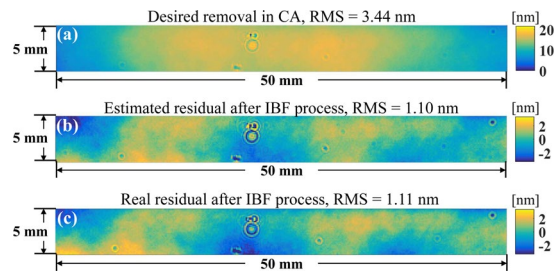 Desired removal in CA, RMS = 3.44 nm
[nm]
(a)
5 mm
20
10
0
50 mm
Estimated residual after IBF process, RMS = 1.10 nm
[nm]
(b)
5 mm
2
0
-2
50 mm
Real residual after IBF process, RMS = 1.11 nm
[nm]
(c)
5 mm
2
0
-2
50 mm